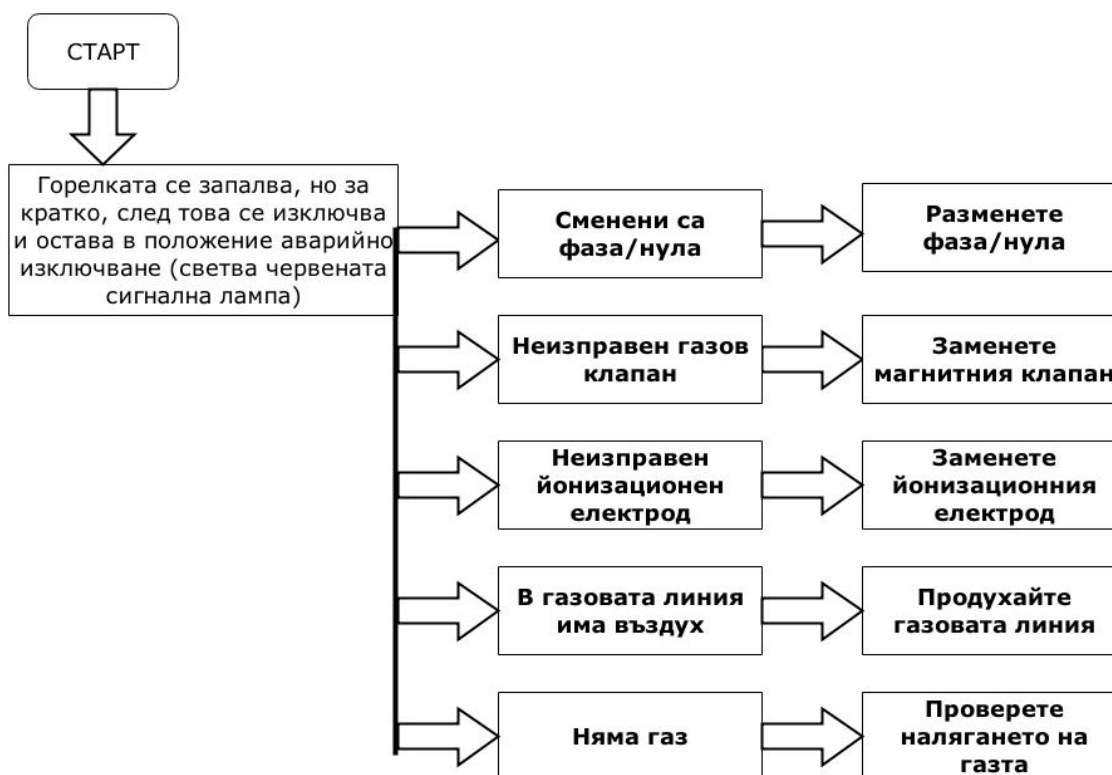 СТАРТ
Горелката се запалва, но за
кратко, след това се изключва
и остава в положение аварийно
изключване (светва червената
сигнална лампа)
Сменени са
фаза/нула
Разменете
фаза/нула
Неизправен газов
клапан
Заменете
магнитния клапан
Неизправен
йонизационен
електрод
Заменете
йонизационния
електрод
В газовата линия
има въздух
Продухайте
газовата линия
Няма газ
Проверете
налягането на
газта